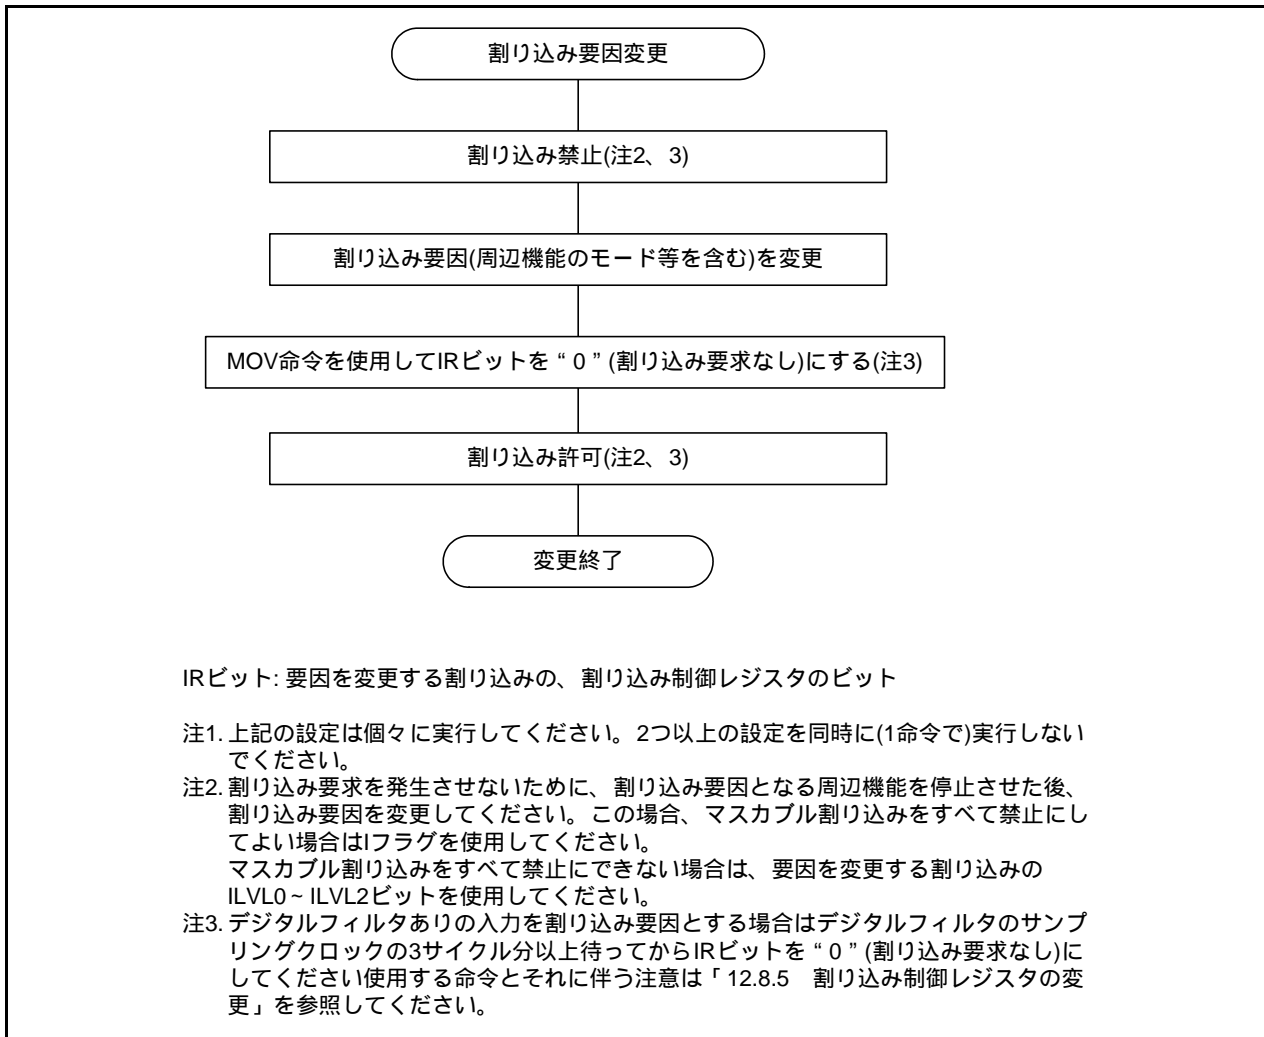 割り込み要因変更
割り込み禁止(注2、3)
割り込み要因(周辺機能のモード等を含む)を変更
MOV命令を使用してIRビットを“0”(割り込み要求なし)にする(注3)
割り込み許可(注2、3)
変更終了
IRビット: 要因を変更する割り込みの、割り込み制御レジスタのビット
注1. 上記の設定は個々に実行してください。2つ以上の設定を同時に(1命令で)実行しない
でください。
注2. 割り込み要求を発生させないために、割り込み要因となる周辺機能を停止させた後、
割り込み要因を変更してください。この場合、マスカブル割り込みをすべて禁止にし
てよい場合はIフラグを使用してください。
マスカブル割り込みをすべて禁止にできない場合は、要因を変更する割り込みの
ILVL0~ILVL2ビットを使用してください。
注3. デジタルフィルタありの入力を割り込み要因とする場合はデジタルフィルタのサンプ
リングクロックの3サイクル分以上待ってからIRビットを“0”(割り込み要求なし)に
してください使用する命令とそれに伴う注意は「12.8.5 割り込み制御レジスタの変
更」を参照してください。